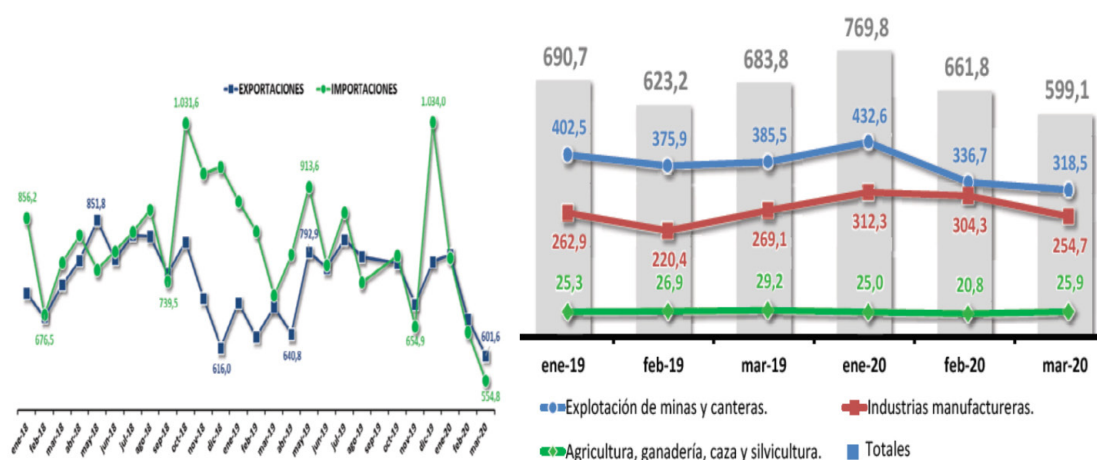 EXPORTACIONES IMPORTACIONES
1.031,6
1.034,0
913,6
856,2
851,8
792,9
739,5
676,5
654,9
640,8
616,0
601,6
554,8
ene-18 feb-18 mar-18 abr-18 may-18 jun-18 jul-18 ago-18 sep-18 oct-18 nov-18 dic-18 ene-19 feb-19 mar-19 abr-19 may-19 jun-19 jul-19 ago-19 sep-19 oct-19 nov-19 dic-19 ene-20 feb-20 mar-20
690,7 623,2 683,8 769,8 661,8 599,1
402,5 375,9 385,5 432,6 336,7 318,5
262,9 220,4 269,1 312,3 304,3 254,7
25,3 26,9 29,2 25,0 20,8 25,9
ene-19 feb-19 mar-19 ene-20 feb-20 mar-20
Explotación de minas y canteras. Industrias manufactureras.
Agricultura, ganadería, caza y silvicultura. Totales